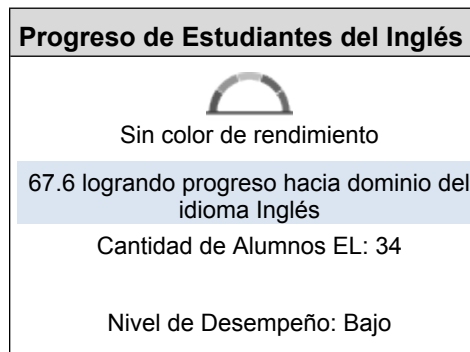 Progreso de Estudiantes del Inglés
Sin color de rendimiento
67.6 logrando progreso hacia dominio del
idioma Inglés
Cantidad de Alumnos EL: 34
Nivel de Desempeño: Bajo